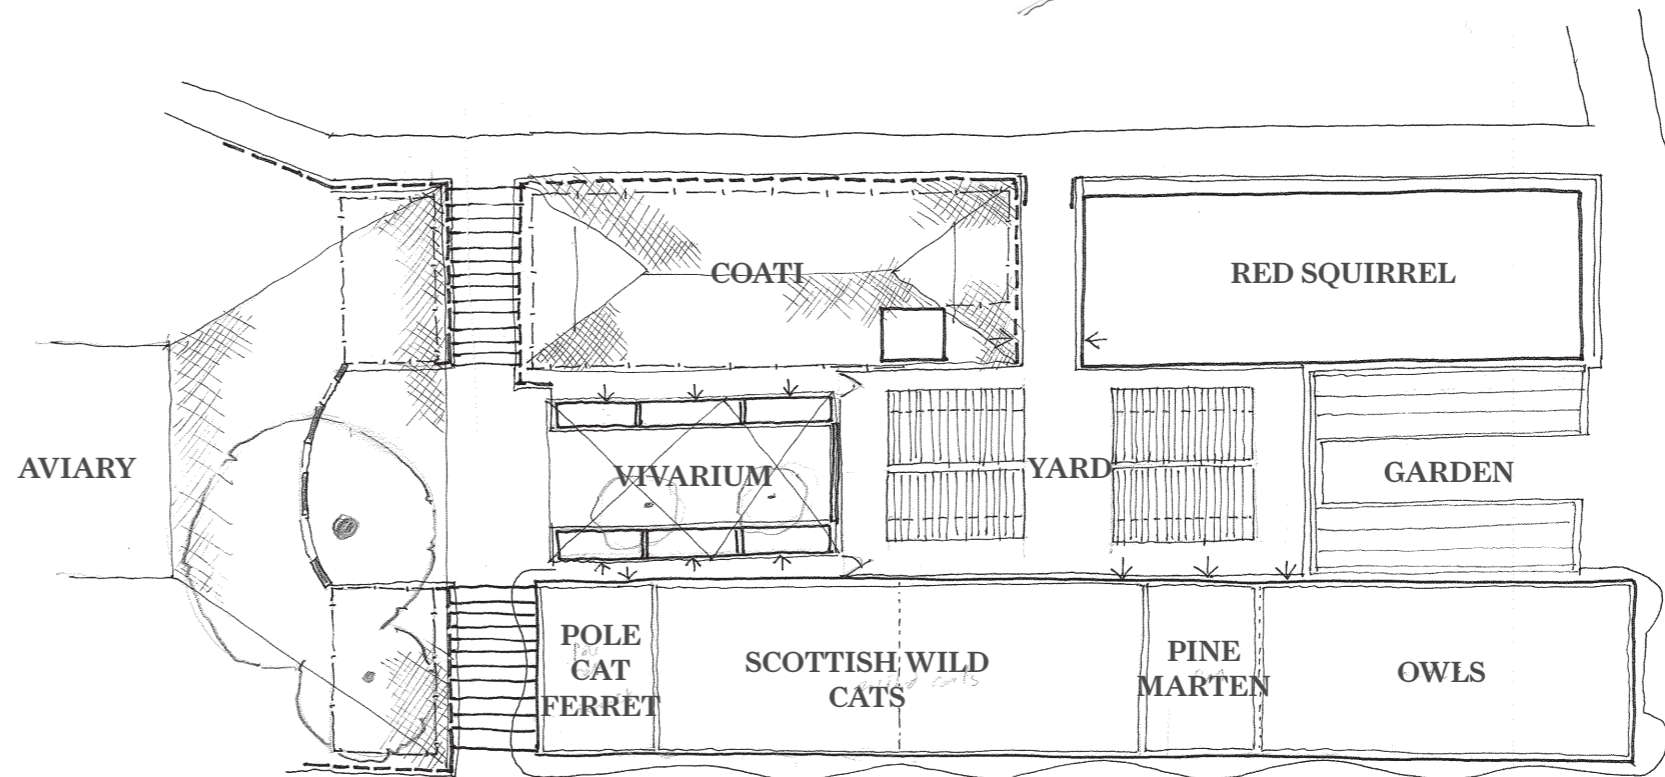 COATI
RED SQUIRREL
AVIARY
VIVARIUM
YARD
GARDEN
POLE
CAT
FERRET
SCOTTISH WILD
CATS
PINE
MARTEN
OWLS